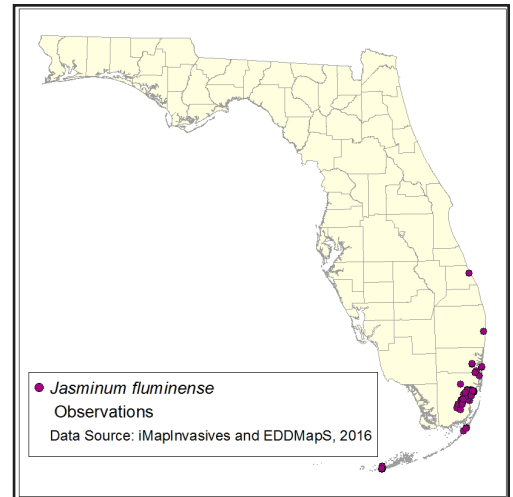 Jasminum fluminense
Observations
Data Source: iMapInvasives and EDDMapS, 2016